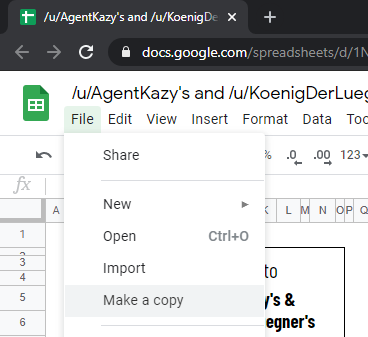 /u/AgentKazy's and /u/KoenigDe
docs.google.com/spreadsheets/d/1N
/u/AgentKazy's and /u/KoenigDerLueg
File Edit View Insert Format Data Too
Share
% .0 .00 123
fx
New
A K L M N O P Q
Open Ctrl+O
1
Import
2
to
3
4
Make a copy
y's &
5
egner's
6